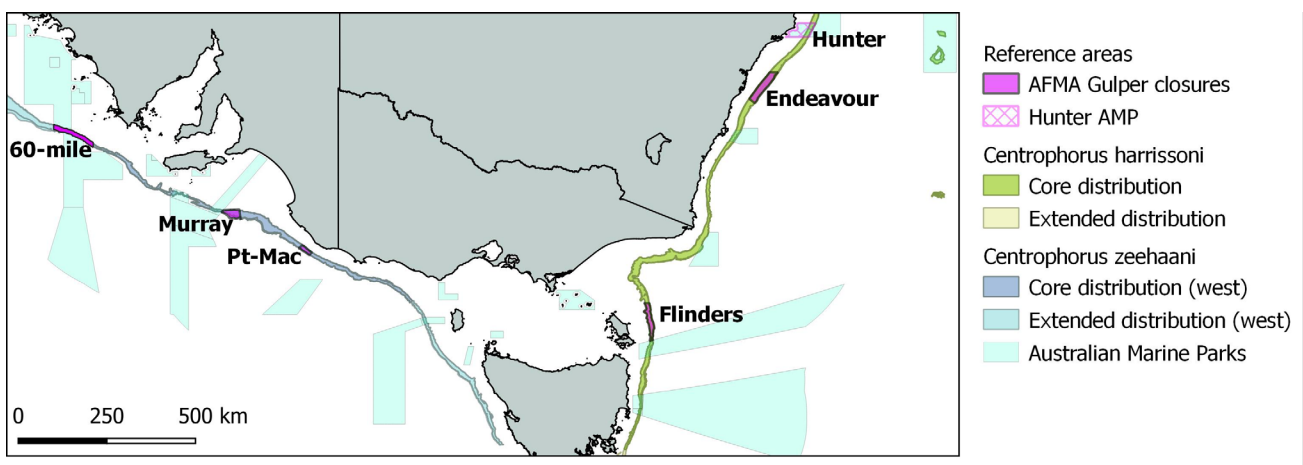 Hunter
Endeavour
60-mile
Murray
Pt-Mac
Flinders
0 250 500 km
Reference areas
AFMA Gulper closures
Hunter AMP
Centrophorus harrissoni
Core distribution
Extended distribution
Centrophorus zeehaani
Core distribution (west)
Extended distribution (west)
Australian Marine Parks